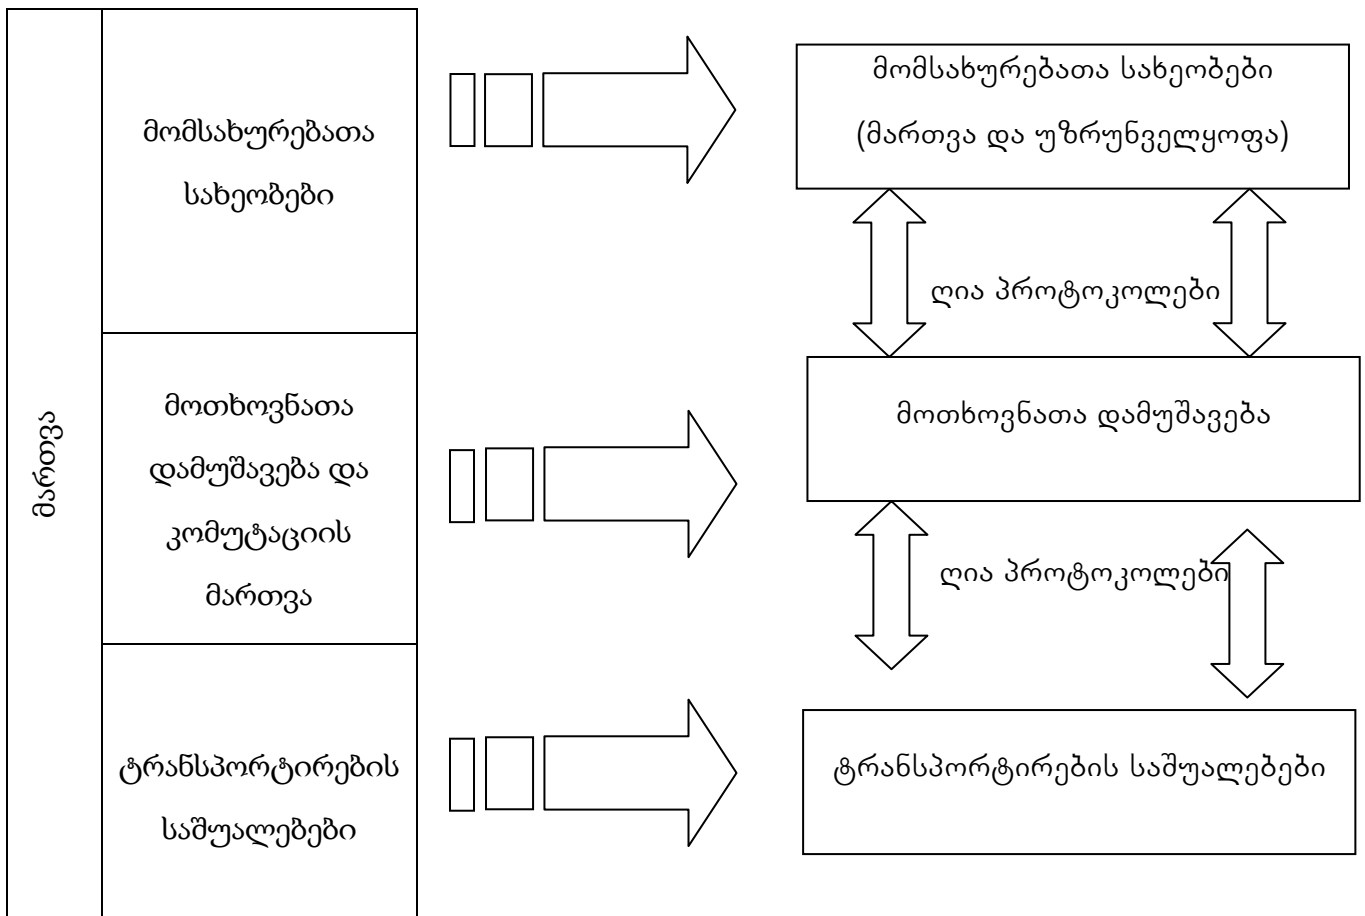 მართვა
მომსახურებათა
სახეობები
მოთხოვნათა
დამუშავება და
კომუტაციის
მართვა
ტრანსპორტირების
საშუალებები
მომსახურებათა სახეობები
(მართვა და უზრუნველყოფა)
ღია პროტოკოლები
მოთხოვნათა დამუშავება
ღია პროტოკოლები
ტრანსპორტირების საშუალებები